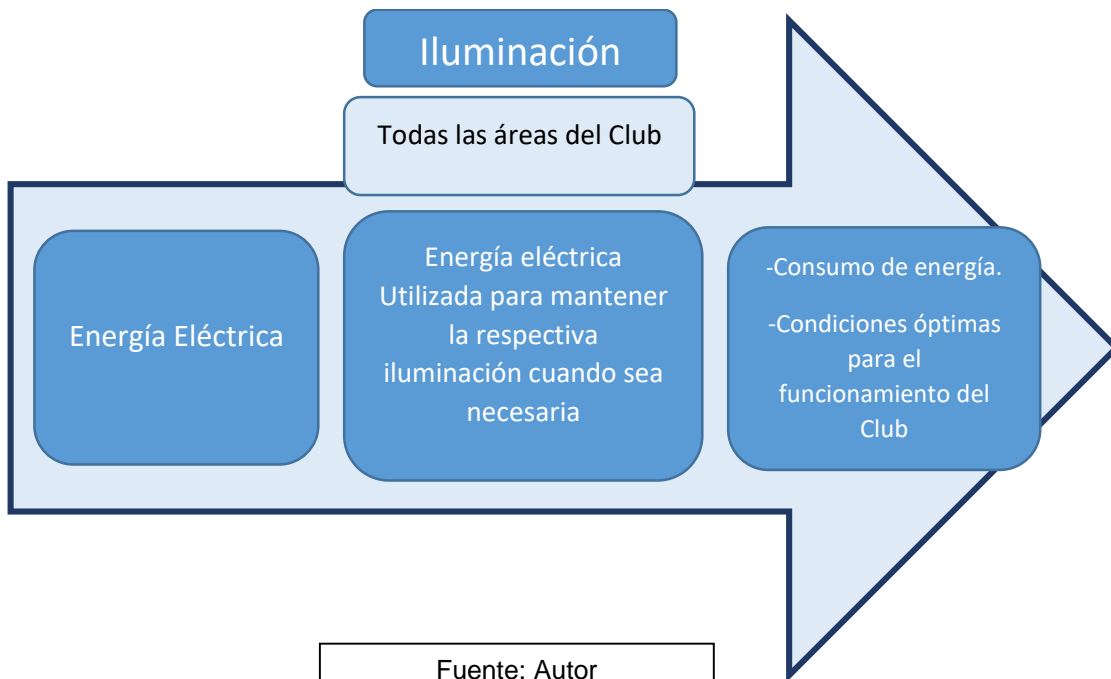 Iluminación
Todas las áreas del Club
Energía Eléctrica
Energía eléctrica
Utilizada para mantener
la respectiva
iluminación cuando sea
necesaria
-Consumo de energía.
-Condiciones óptimas
para el
funcionamiento del
Club
Fuente: Autor